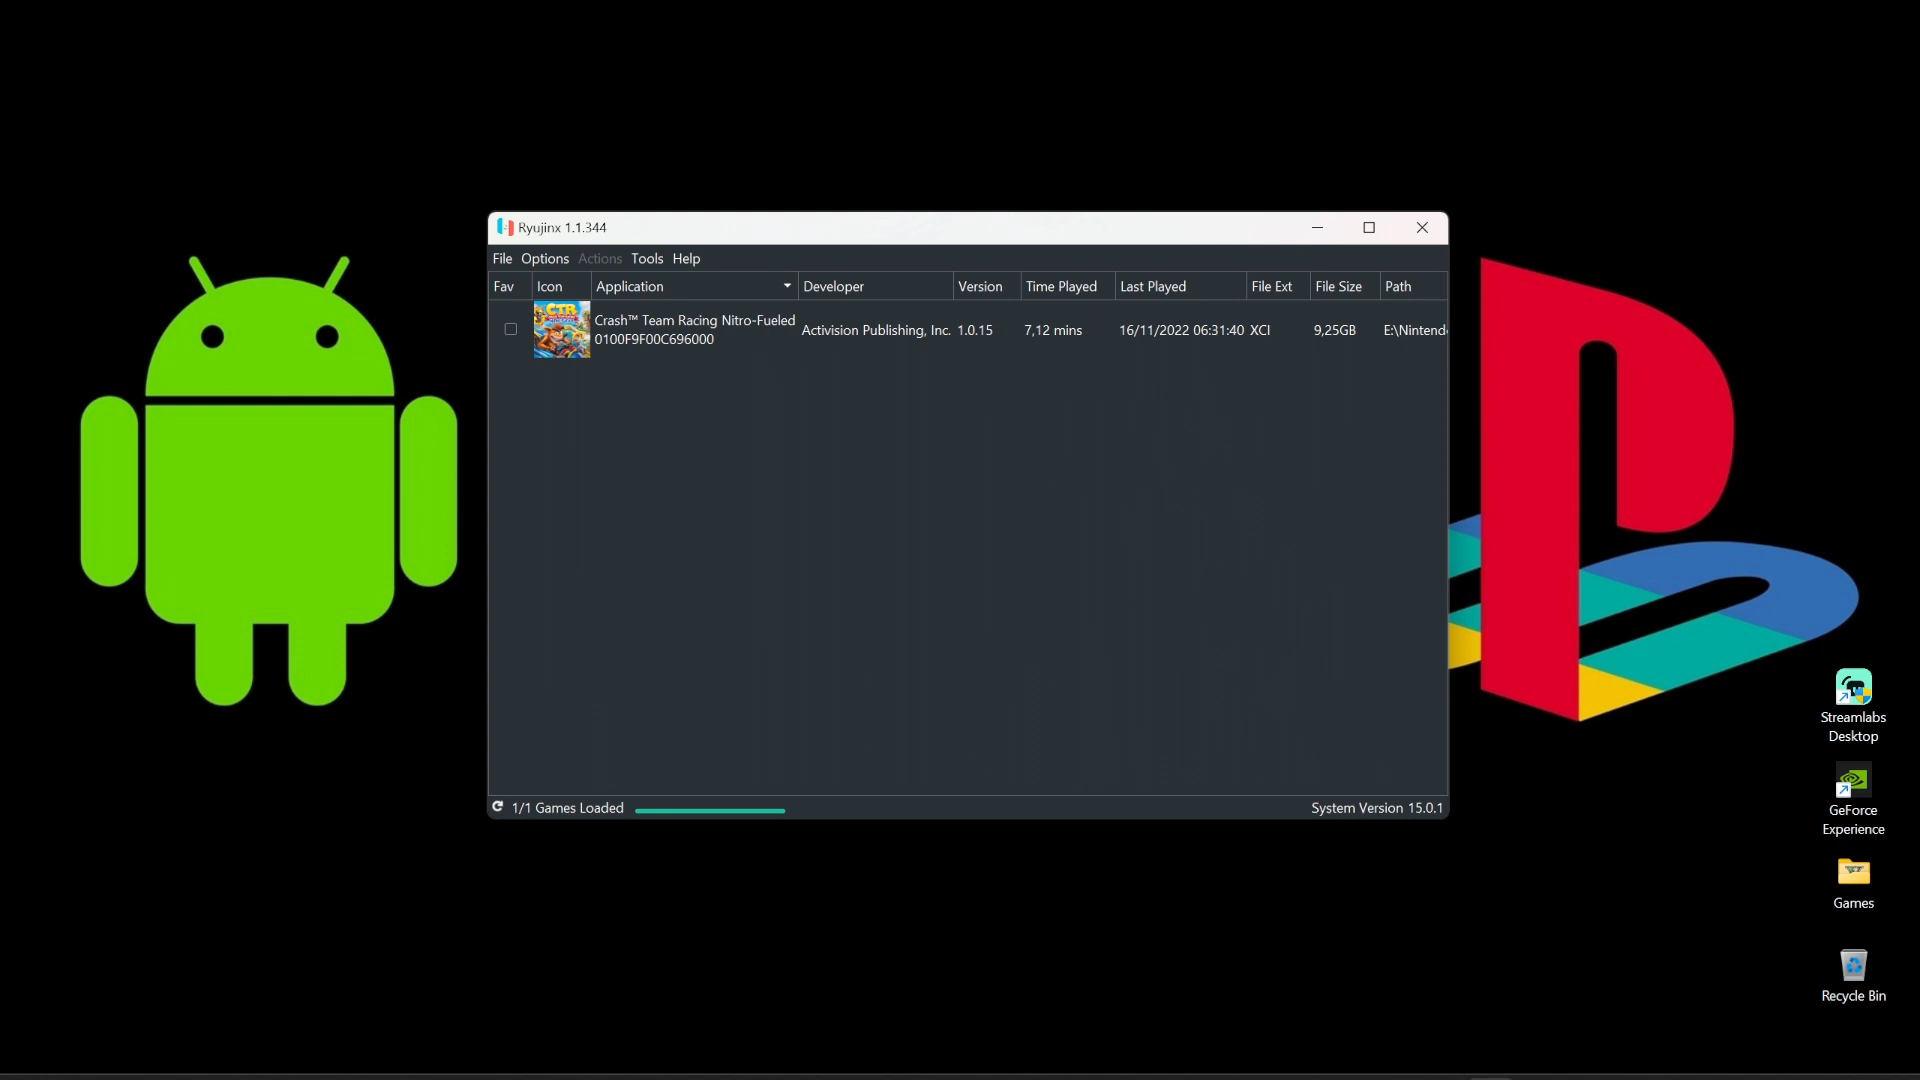 Ryujinx 1.1.344
File Options Actions Tools Help
Fav Icon Application Developer Version Time Played Last Played File Ext File Size Path
CTR
Crash™ Team Racing Nitro-Fueled
0100F9F00C696000
Activision Publishing, Inc. 1.0.15 7,12 mins 16/11/2022 06:31:40 XCI 9,25GB E:\Nintend
1/1 Games Loaded System Version 15.0.1
Streamlabs
Desktop
GeForce
Experience
Games
Recycle Bin